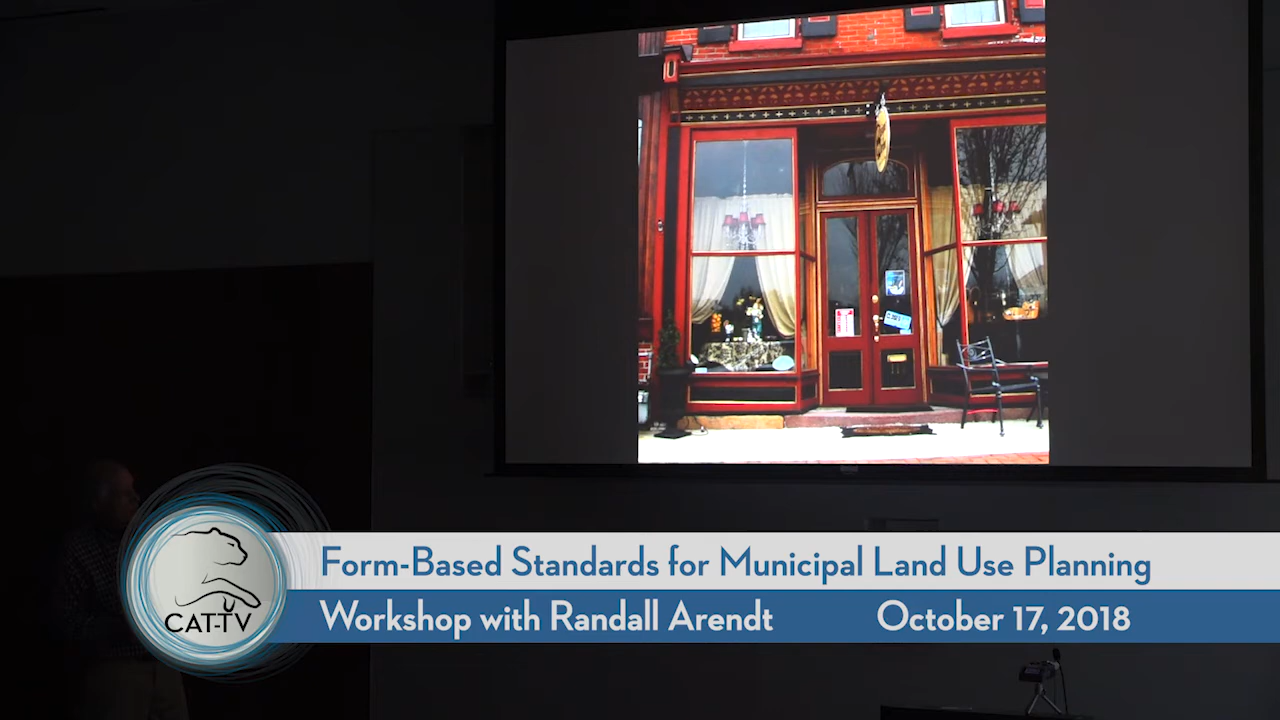 Form-Based Standards for Municipal Land Use Planning
Workshop with Randall Arendt October 17, 2018
CAT-TV